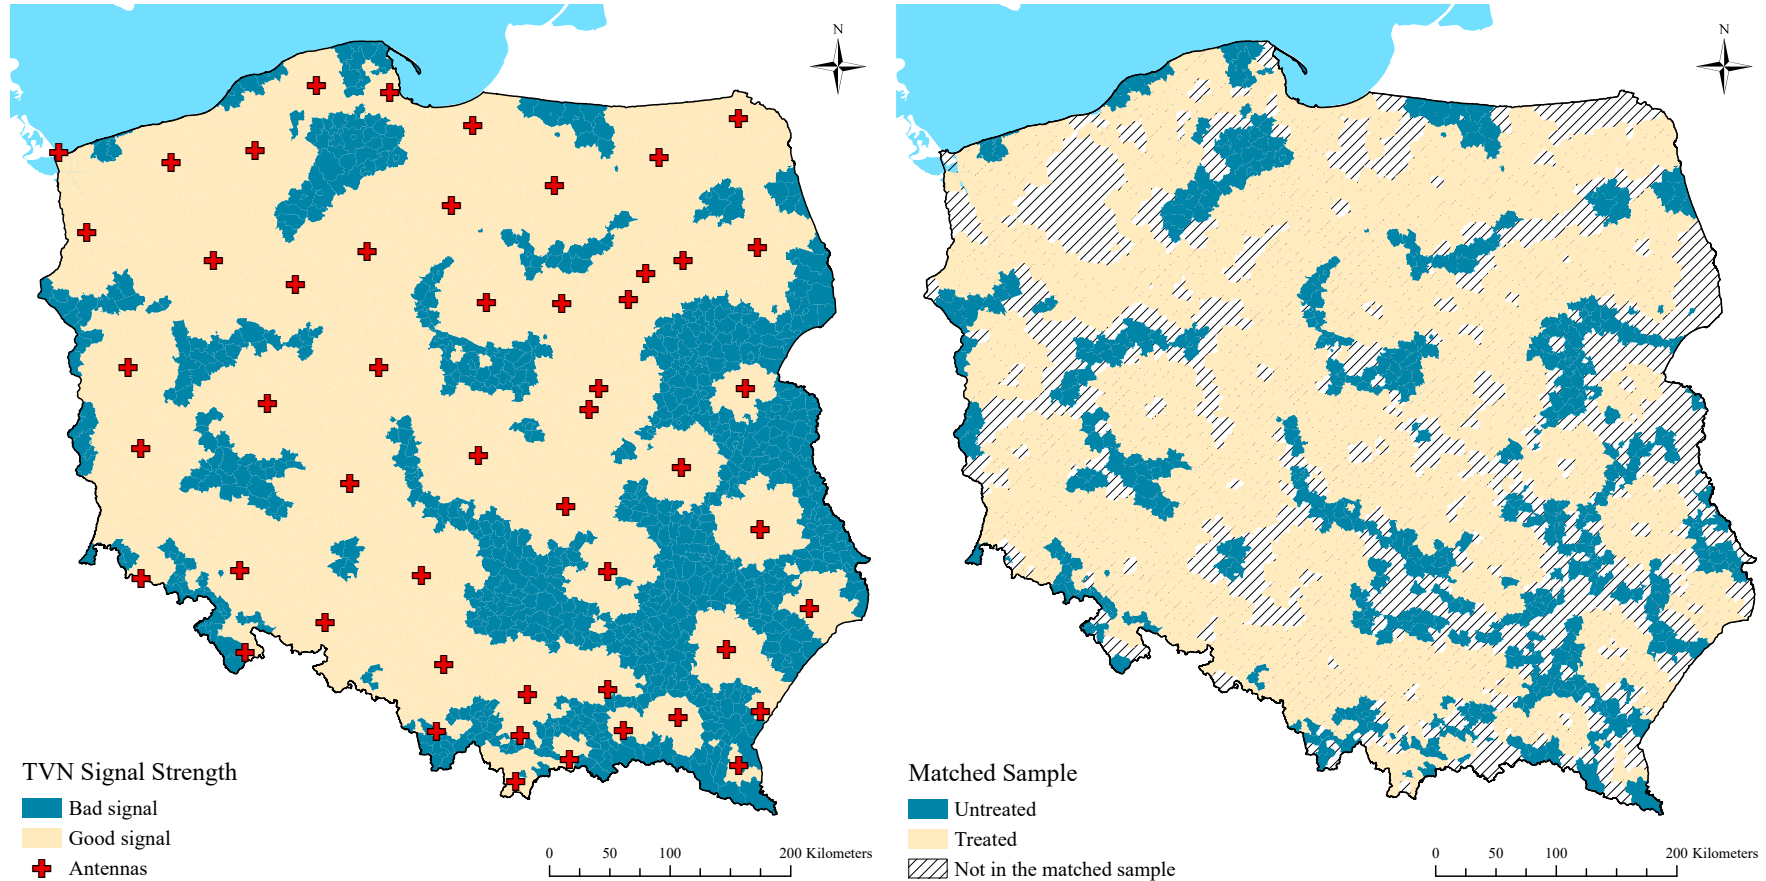 N
TVN Signal Strength
Bad signal
Good signal
Antennas
0 50 100 200 Kilometers
N
Matched Sample
Untreated
Treated
Not in the matched sample
0 50 100 200 Kilometers